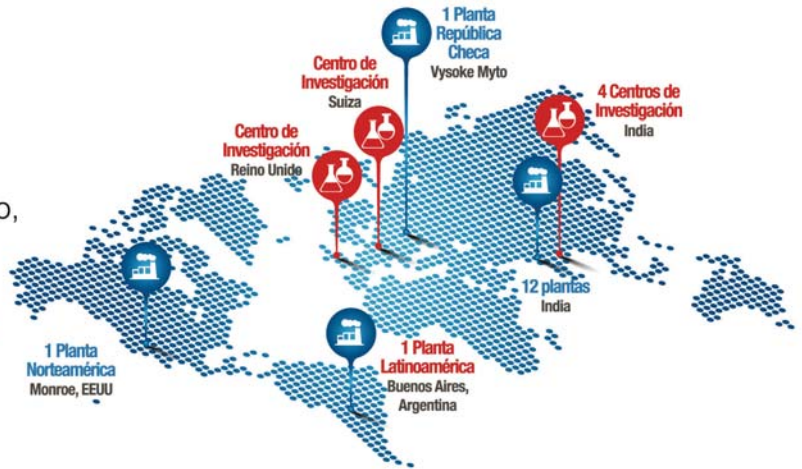 1 Planta
República
Checa
Vysoke Myto
Centro de
Investigación
Suiza
4 Centros de
Investigación
India
Centro de
Investigación
Reino Unido
o,
12 plantas
India
1 Planta
Norteamérica
Monroe, EEUU
1 Planta
Latinoamérica
Buenos Aires,
Argentina